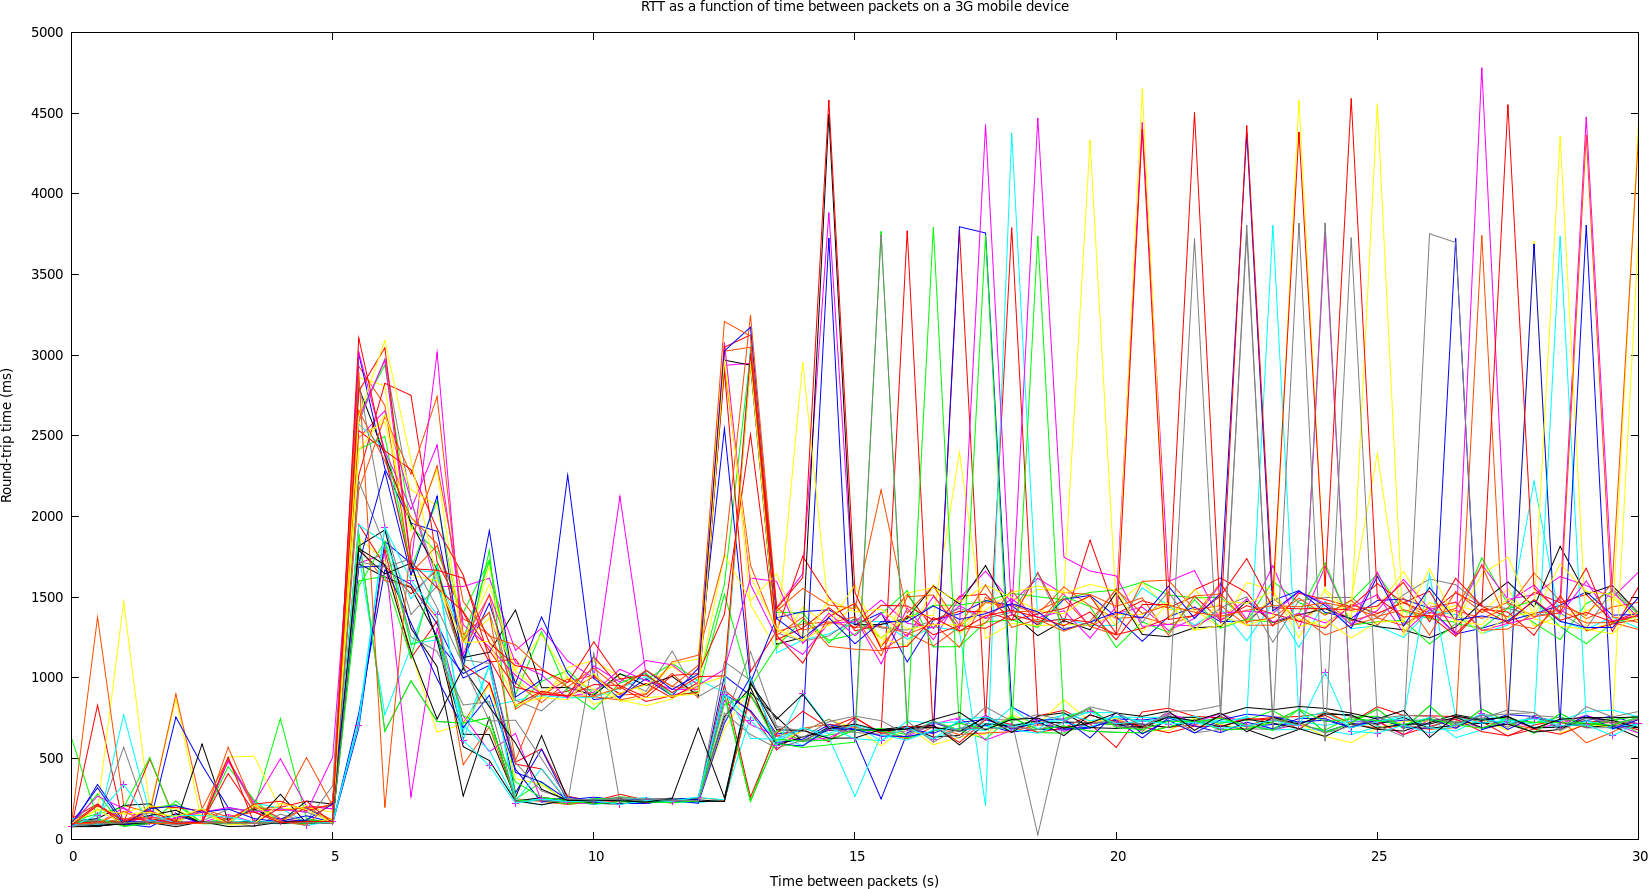 RTT as a function of time between packets on a 3G mobile device
5000
4500
4000
3500
3000
2500
2000
1500
1000
500
0
Round-trip time (ms)
0 5 10 15 20 25 30
Time between packets (s)